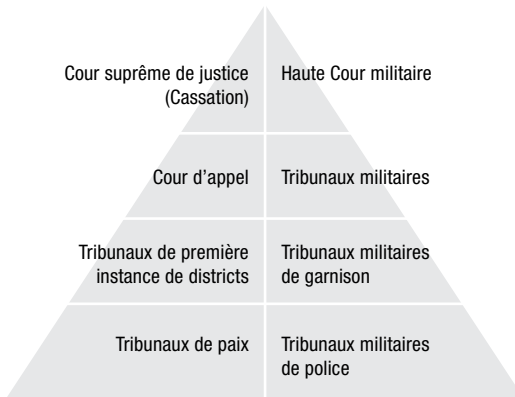 Cour suprême de justice
(Cassation)
Haute Cour militaire
Cour d'appel
Tribunaux militaires
Tribunaux de première
instance de districts
Tribunaux militaires
de garnison
Tribunaux de paix
Tribunaux militaires
de police